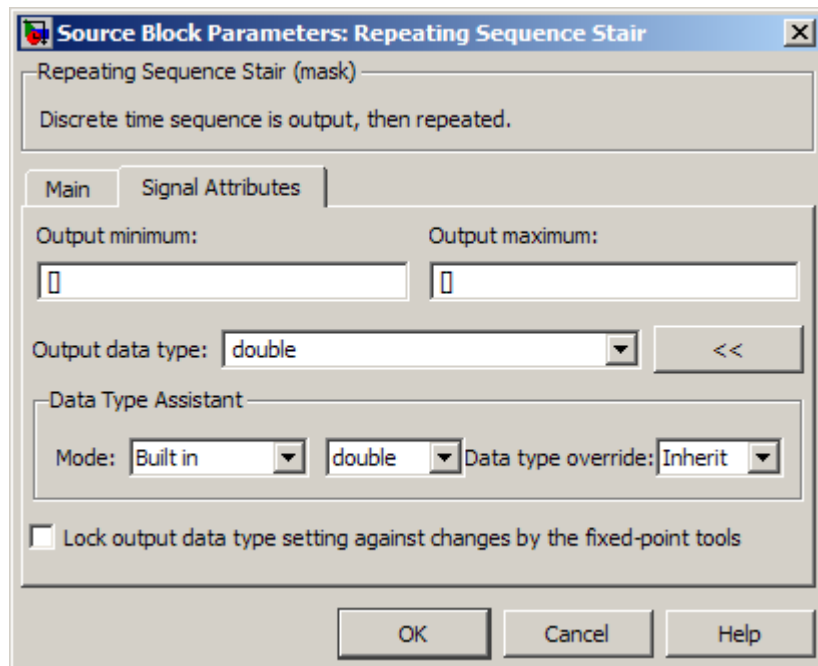 Source Block Parameters: Repeating Sequence Stair
Repeating Sequence Stair (mask)
Discrete time sequence is output, then repeated.
Main Signal Attributes
Output minimum: Output maximum:
[] []
Output data type: double <<
Data Type Assistant
Mode: Built in double Data type override: Inherit
Lock output data type setting against changes by the fixed-point tools
OK Cancel Help